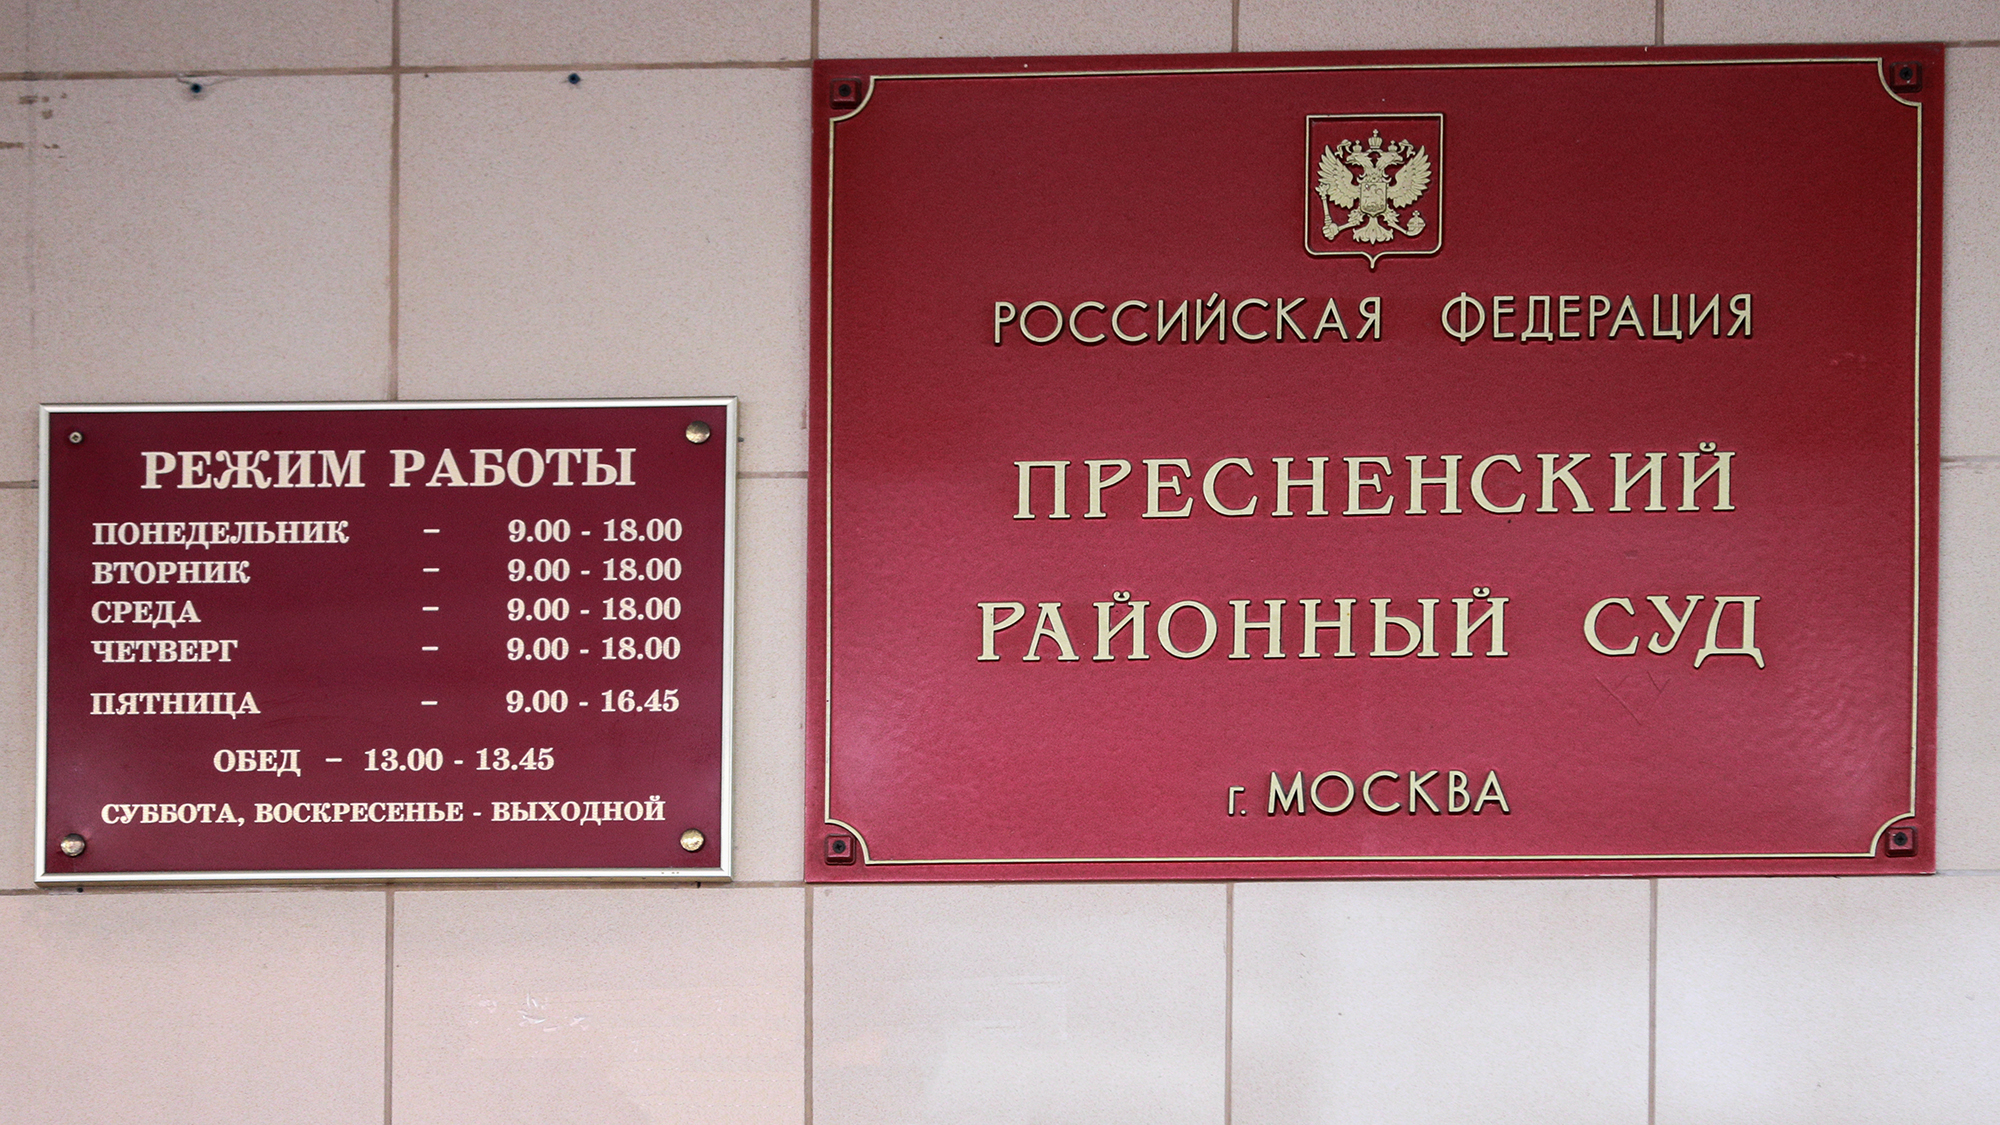 РЕЖИМ РАБОТЫ
ПОНЕДЕЛЬНИК – 9.00 - 18.00
ВТОРНИК – 9.00 - 18.00
СРЕДА – 9.00 - 18.00
ЧЕТВЕРГ – 9.00 - 18.00
ПЯТНИЦА – 9.00 - 16.45
ОБЕД – 13.00 - 13.45
СУББОТА, ВОСКРЕСЕНЬЕ - ВЫХОДНОЙ
РОССИЙСКАЯ ФЕДЕРАЦИЯ
ПРЕСНЕНСКИЙ
РАЙОННЫЙ СУД
г. МОСКВА